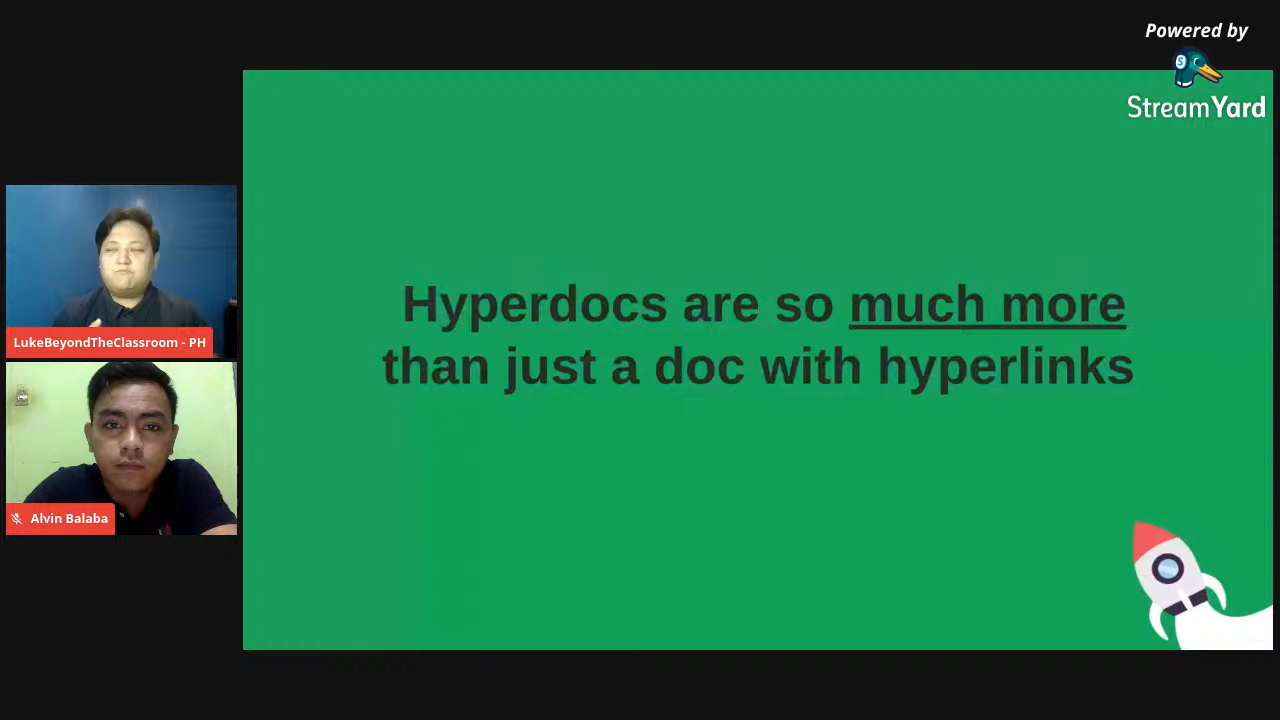 Powered by
StreamYard
LukeBeyondTheClassroom - PH
Alvin Balaba
Hyperdocs are so much more
than just a doc with hyperlinks